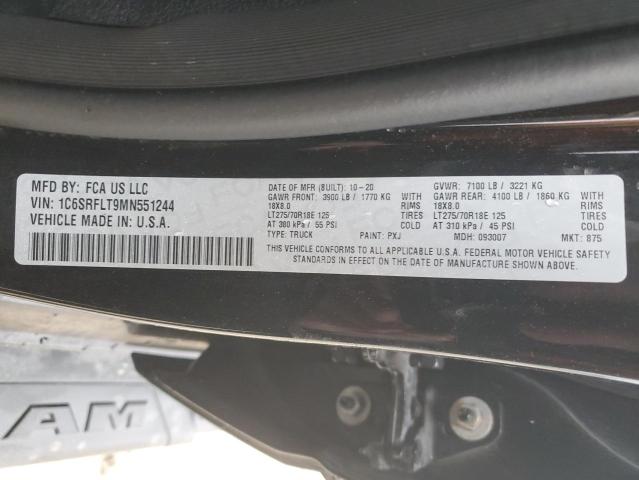 MFD BY: FCA US LLC
VIN: 1C6SRFLT9MN551244
VEHICLE MADE IN U.S.A.
DATE OF MFR (BUILT): 10-20 GVWR: 7100 LB / 3221 KG
GAWR FRONT: 3900 LB / 1770 KG GAWR REAR: 4100 LB / 1860 KG
18X8.0 RIMS 18X8.0 RIMS
LT275/70R18E 125 TIRES LT275/70R18E 125 TIRES
AT 380 kPa / 55 PSI COLD AT 310 kPa / 45 PSI COLD
TYPE: TRUCK PAINT: PXJ MDH: 093007 MKT: 875
THIS VEHICLE CONFORMS TO ALL APPLICABLE U.S.A. FEDERAL MOTOR VEHICLE SAFETY
STANDARDS IN EFFECT ON THE DATE OF MANUFACTURE SHOWN ABOVE.
AM